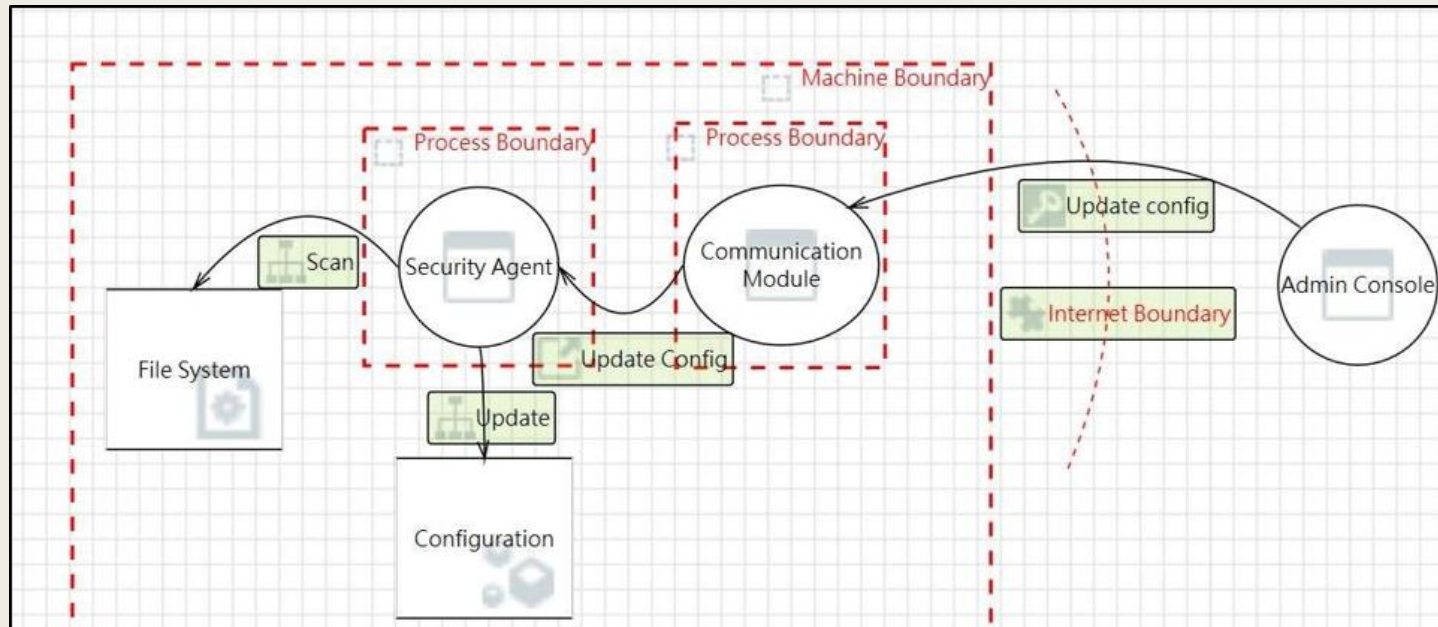 Machine Boundary
Process Boundary
Process Boundary
Update config
Communication
Module
Scan
Security Agent
Admin Console
Internet Boundary
Update Config
File System
Update
Configuration